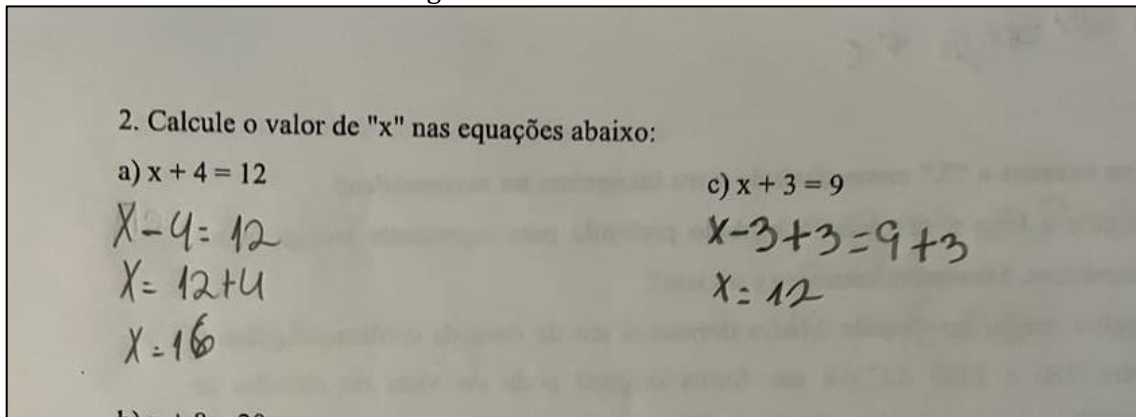 2. Calcule o valor de "x" nas equações abaixo:
a) x + 4 = 12
X - 4 = 12
X = 12 + 4
X = 16
c) x + 3 = 9
X - 3 + 3 = 9 + 3
X = 12